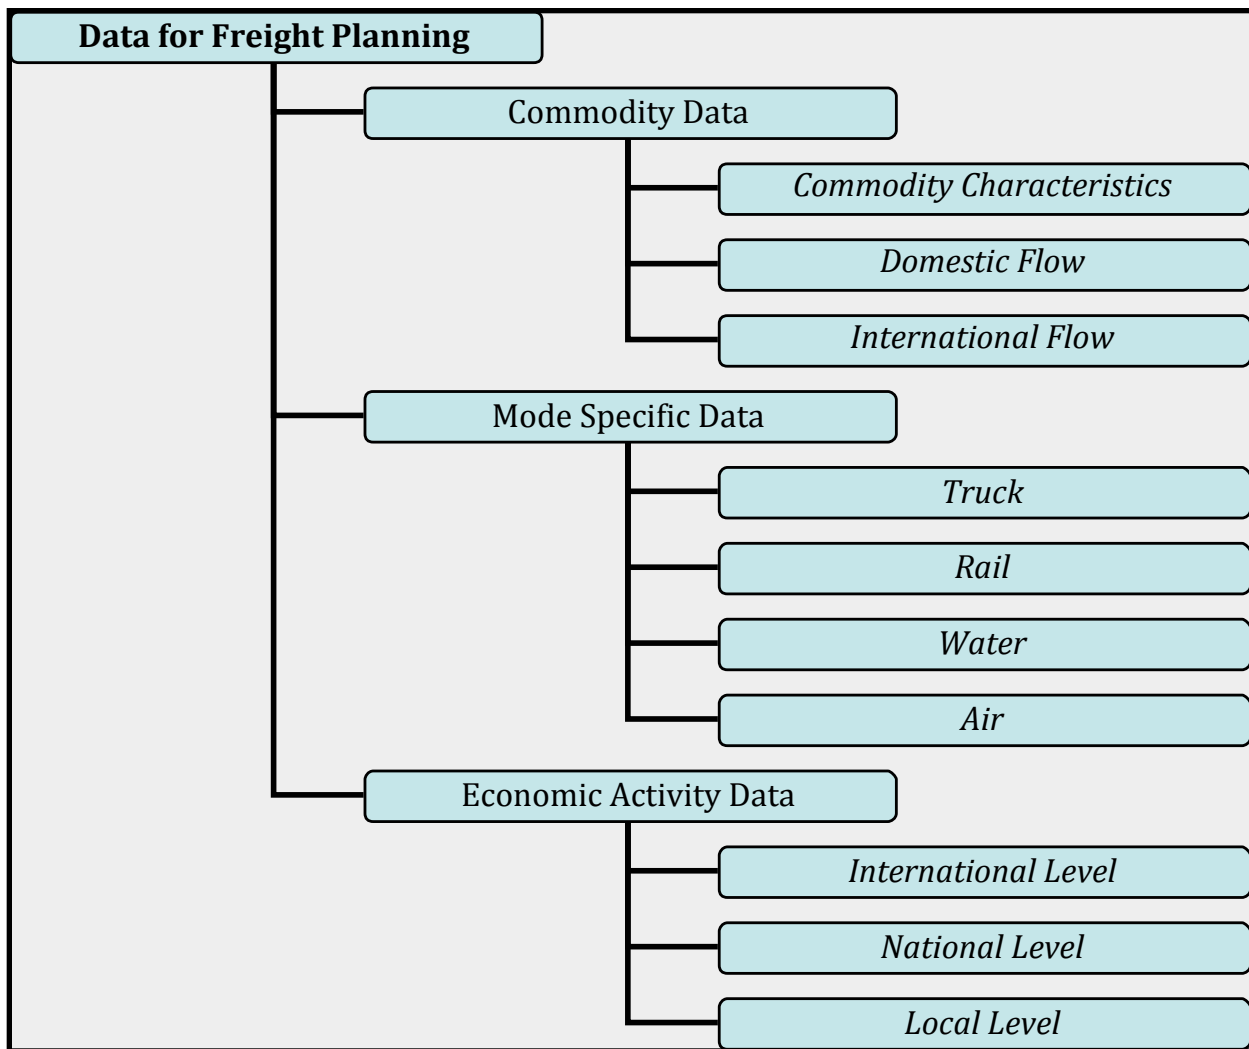 Data for Freight Planning
Commodity Data
Commodity Characteristics
Domestic Flow
International Flow
Mode Specific Data
Truck
Rail
Water
Air
Economic Activity Data
International Level
National Level
Local Level